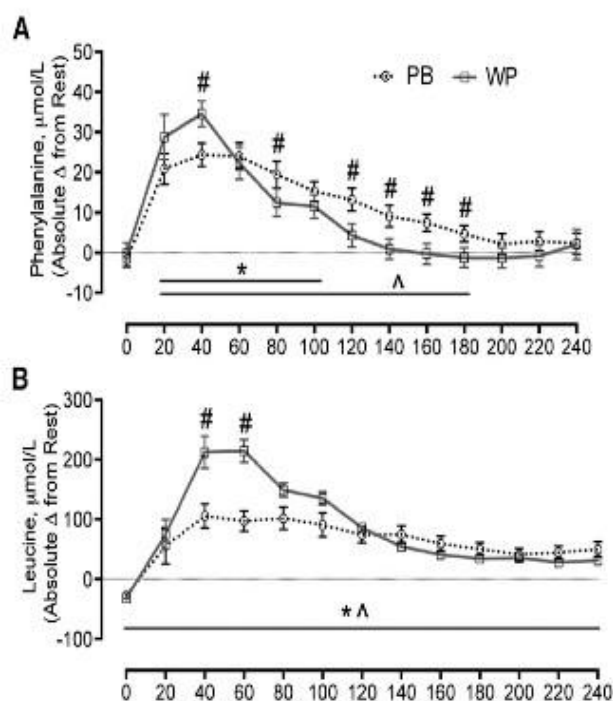 A
50
40
30
20
10
0
-10
Phenylalanine, μmol/L
(Absolute Δ from Rest)
PB WP
#
#
# # # #
*
^
0 20 40 60 80 100 120 140 160 180 200 220 240
B
300
200
100
0
-100
Leucine, μmol/L
(Absolute Δ from Rest)
# #
* ^
0 20 40 60 80 100 120 140 160 180 200 220 240